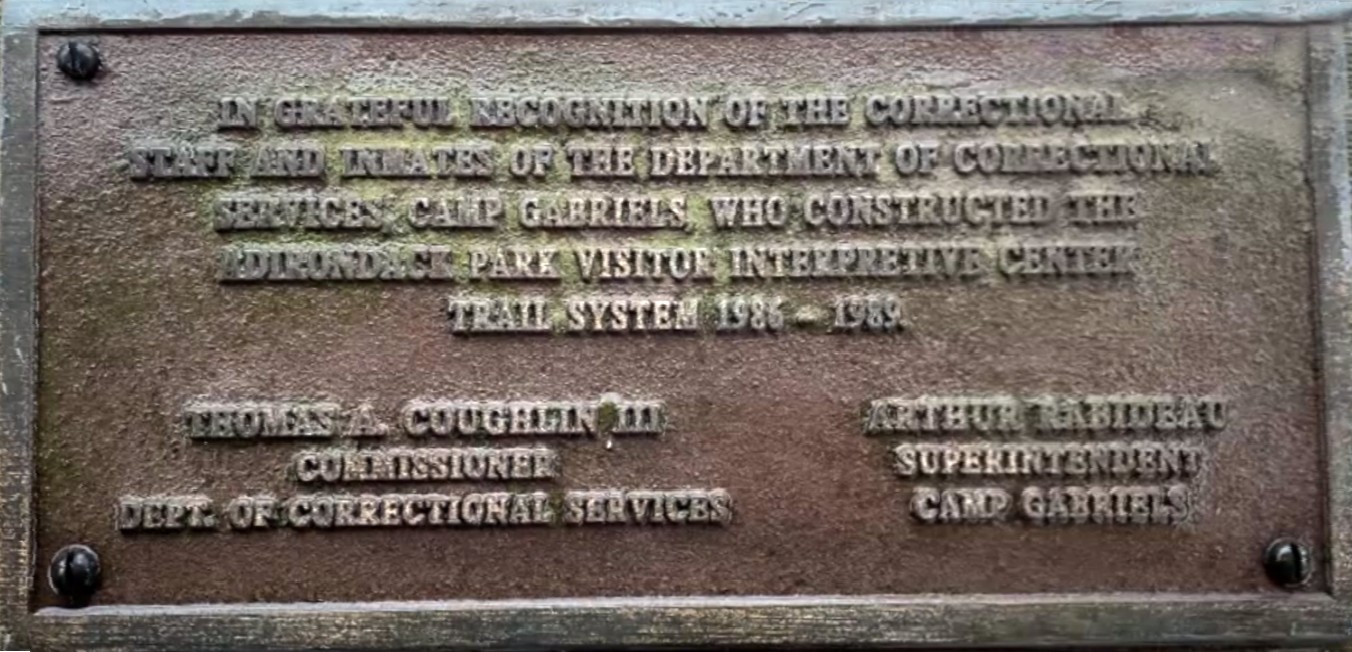 IN GRATEFUL RECOGNITION OF THE CORRECTIONAL
STAFF AND INMATES OF THE DEPARTMENT OF CORRECTIONAL
SERVICES, CAMP GABRIELS, WHO CONSTRUCTED THE
ADIRONDACK PARK VISITOR INTERPRETIVE CENTER
TRAIL SYSTEM 1986 - 1989.
THOMAS A. COUGHLIN III
COMMISSIONER
DEPT. OF CORRECTIONAL SERVICES
ARTHUR RABIDEAU
SUPERINTENDENT
CAMP GABRIELS